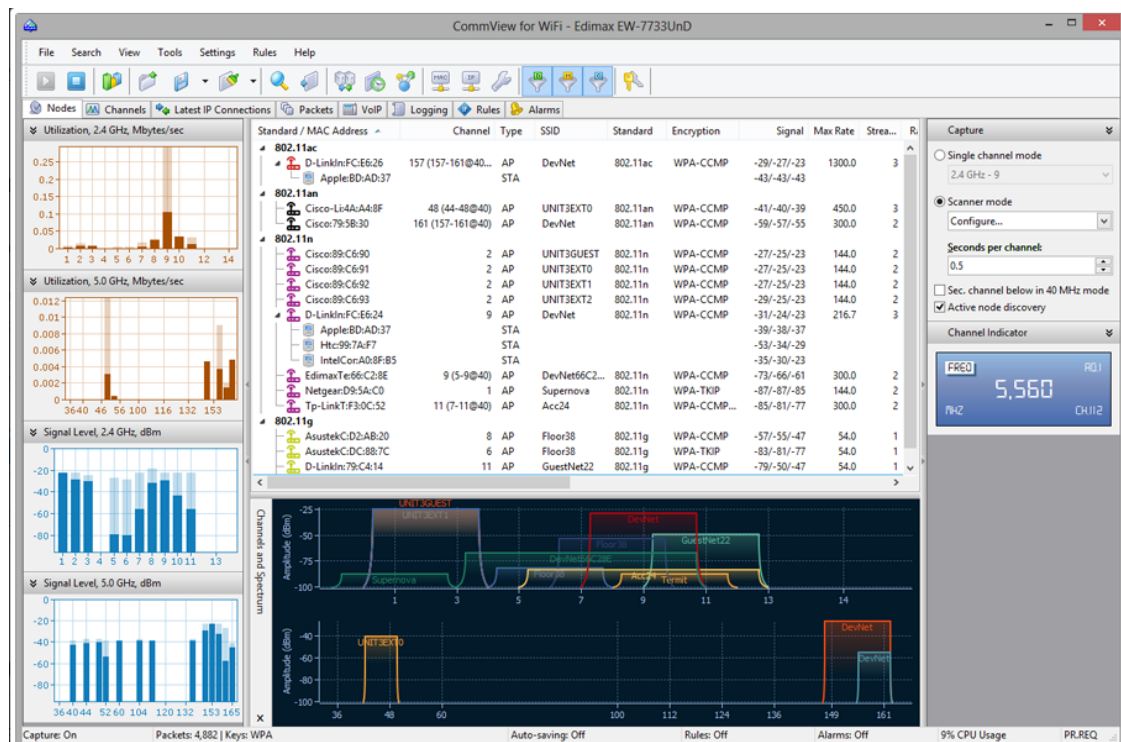 CommView for WiFi - Edimax EW-7733UnD
File Search View Tools Settings Rules Help
Nodes Channels Latest IP Connections Packets VoIP Logging Rules Alarms
Utilization, 2.4 GHz, Mbytes/sec
0.25
0.2
0.15
0.1
0.05
0
1 2 3 4 5 6 7 8 9 10 12 14
Utilization, 5.0 GHz, Mbytes/sec
0.012
0.01
0.008
0.006
0.004
0.002
0
3640 46 56 100 116 132 153
Signal Level, 2.4 GHz, dBm
0
-20
-40
-60
-80
1 2 3 4 5 6 7 8 9 10 11 13
Signal Level, 5.0 GHz, dBm
0
-20
-40
-60
-80
36 40 44 52 60 104 120 132 153 165
Standard / MAC Address Channel Type SSID Standard Encryption Signal Max Rate Strea...
802.11ac
D-LinkIn:FC:E6:26 157 (157-161@40... AP DevNet 802.11ac WPA-CCMP -29/-27/-23 1300.0 3
Apple:BD:AD:37 STA -43/-43/-43
802.11an
Cisco-Li:4A:A4:8F 48 (44-48@40) AP UNIT3EXT0 802.11an WPA-CCMP -41/-40/-39 450.0 3
Cisco:79:5B:30 161 (157-161@40) AP DevNet 802.11an WPA-CCMP -59/-57/-55 300.0 2
802.11n
Cisco:89:C6:90 2 AP UNIT3GUEST 802.11n WPA-CCMP -27/-25/-23 144.0 2
Cisco:89:C6:91 2 AP UNIT3EXT0 802.11n WPA-CCMP -27/-25/-23 144.0 2
Cisco:89:C6:92 2 AP UNIT3EXT1 802.11n WPA-CCMP -27/-25/-23 144.0 2
Cisco:89:C6:93 2 AP UNIT3EXT2 802.11n WPA-CCMP -29/-25/-23 144.0 2
D-LinkIn:FC:E6:24 9 AP DevNet 802.11n WPA-CCMP -31/-24/-23 216.7 3
Apple:BD:AD:37 STA -39/-38/-37
Htc:99:7A:F7 STA -53/-34/-29
IntelCor:A0:8F:B5 STA -35/-30/-23
EdimaxTe:66:C2:8E 9 (5-9@40) AP DevNet66C2... 802.11n WPA-CCMP -73/-66/-61 300.0 2
Netgear:D9:5A:C0 1 AP Supernova 802.11n WPA-TKIP -87/-87/-85 144.0 2
Tp-LinkT:F3:0C:52 11 (7-11@40) AP Acc24 802.11n WPA-CCMP... -85/-81/-77 300.0 2
802.11g
AsustekC:D2:AB:20 8 AP Floor38 802.11g WPA-CCMP -57/-55/-47 54.0 1
AsustekC:DC:88:7C 6 AP Floor38 802.11g WPA-TKIP -83/-81/-77 54.0 1
D-LinkIn:79:C4:14 11 AP GuestNet22 802.11g WPA-CCMP -79/-50/-47 54.0 1
Channels and Spectrum
Amplitude (dBm)
-25
-50
-75
-100
UNIT3GUEST
UNIT3EXT1
DevNet
Floor38
GuestNet22
DevNet66C28E
Supernova
Floor38
Acc24
Termit
1 3 5 7 9 11 13 14
Amplitude (dBm)
-40
-60
-80
-100
UNIT3EXT0
DevNet
DevNet
36 48 60 100 112 124 136 149 161
Capture
Single channel mode
2.4 GHz - 9
Scanner mode
Configure...
Seconds per channel:
0.5
Sec. channel below in 40 MHz mode
Active node discovery
Channel Indicator
FREQ
5,560
MHZ
CH.112
Capture: On Packets: 4,882 | Keys: WPA Auto-saving: Off Rules: Off Alarms: Off 9% CPU Usage PR.REQ